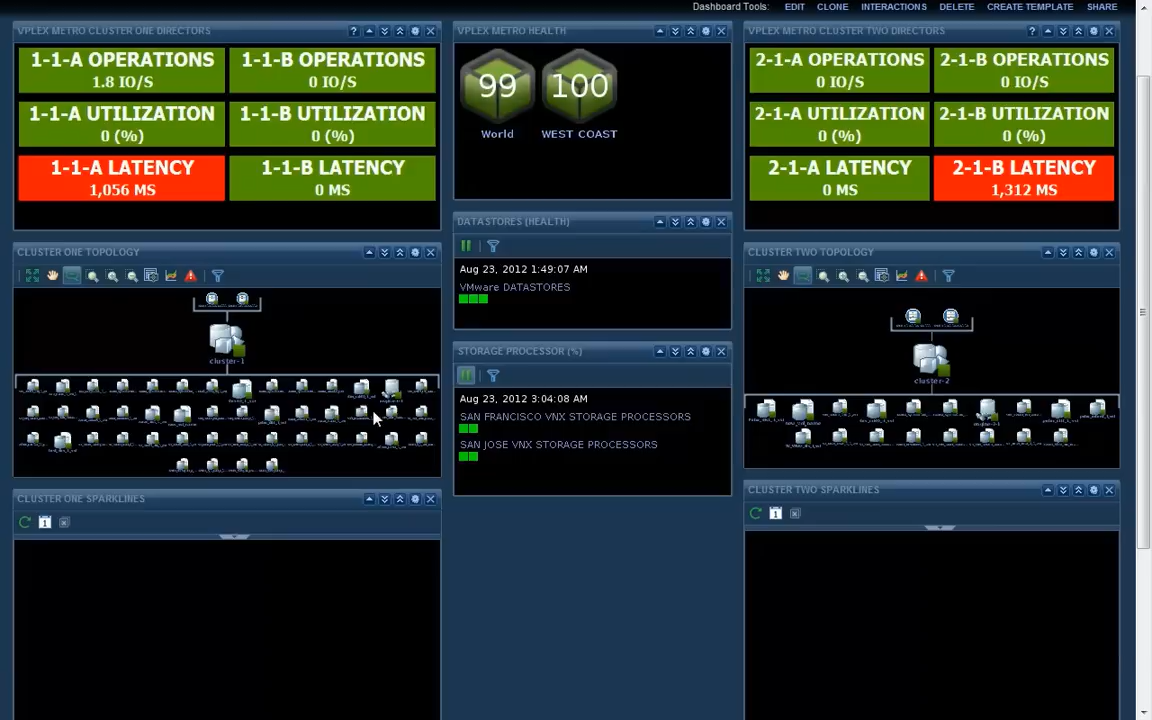 Dashboard Tools: EDIT CLONE INTERACTIONS DELETE CREATE TEMPLATE SHARE
VPLEX METRO CLUSTER ONE DIRECTORS
?
1-1-A OPERATIONS
1.8 IO/S
1-1-B OPERATIONS
0 IO/S
1-1-A UTILIZATION
0 (%)
1-1-B UTILIZATION
0 (%)
1-1-A LATENCY
1,056 MS
1-1-B LATENCY
0 MS
VPLEX METRO HEALTH
99
World
100
WEST COAST
VPLEX METRO CLUSTER TWO DIRECTORS
?
2-1-A OPERATIONS
0 IO/S
2-1-B OPERATIONS
0 IO/S
2-1-A UTILIZATION
0 (%)
2-1-B UTILIZATION
0 (%)
2-1-A LATENCY
0 MS
2-1-B LATENCY
1,312 MS
DATASTORES (HEALTH)
Aug 23, 2012 1:49:07 AM
VMware DATASTORES
STORAGE PROCESSOR (%)
Aug 23, 2012 3:04:08 AM
SAN FRANCISCO VNX STORAGE PROCESSORS
SAN JOSE VNX STORAGE PROCESSORS
CLUSTER ONE TOPOLOGY
cluster-1
CLUSTER TWO TOPOLOGY
cluster-2
CLUSTER ONE SPARKLINES
1
CLUSTER TWO SPARKLINES
1